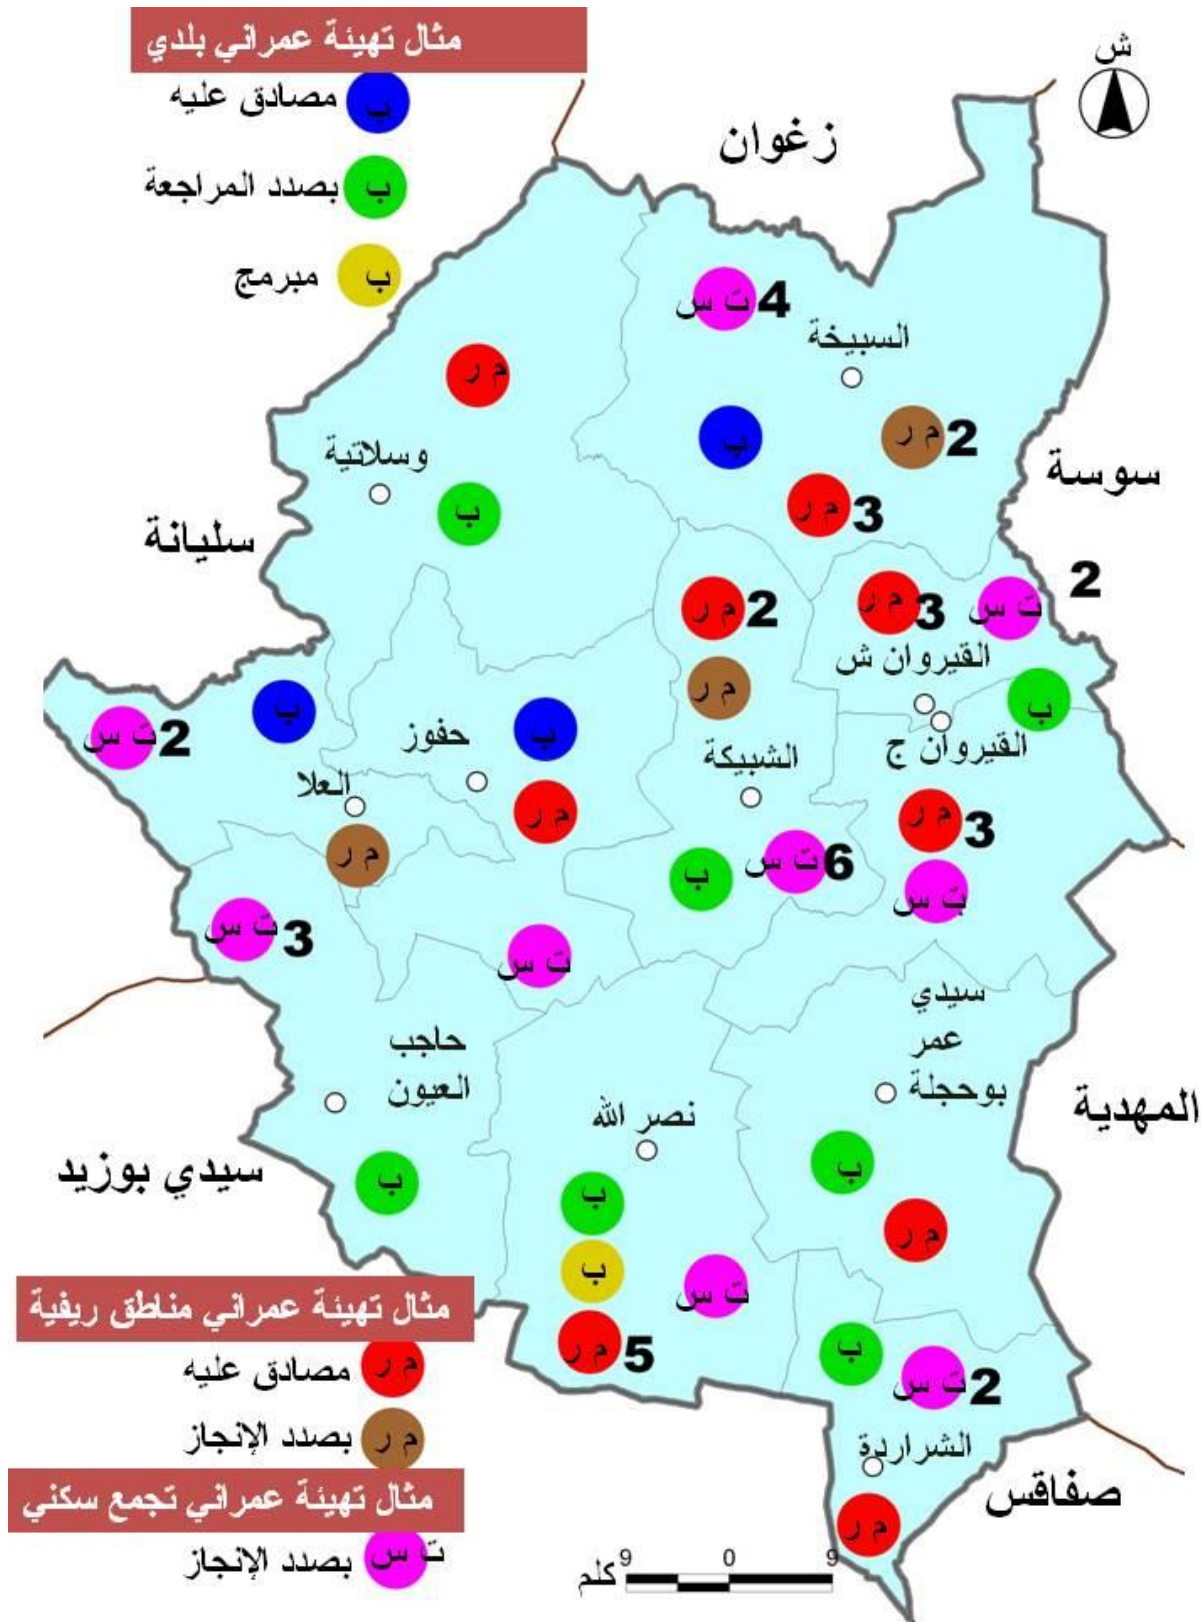 مثال تهيئة عمراني بلدي
مصادق عليه ب
بصدد المراجعة ب
مبرمج ب
ش
زغوان
ت س 4
السبيخة
م ر
ب
م ر 2
وسلاتية
سوسة
م ر 3
ب
سليانة
2
م ر 2
م ر 3
ت س
القيروان ش
م ر
ب
ب
ت س 2
ب
حفوز
القيروان ج
الشبيكة
العلا
م ر
م ر 3
م ر
ت س 6
ب
ت س
ت س 3
ت س
سيدي
عمر
بوحجلة
حاجب
العيون
المهدية
نصر الله
سيدي بوزيد
ب
ب
ب
م ر
ب
ت س
مثال تهيئة عمراني مناطق ريفية
م ر 5
ب
مصادق عليه م ر
ت س 2
بصدد الإنجاز م ر
الشراردة
مثال تهيئة عمراني تجمع سكني
صفاقس
م ر
بصدد الإنجاز ت س
كلم 9 0 9